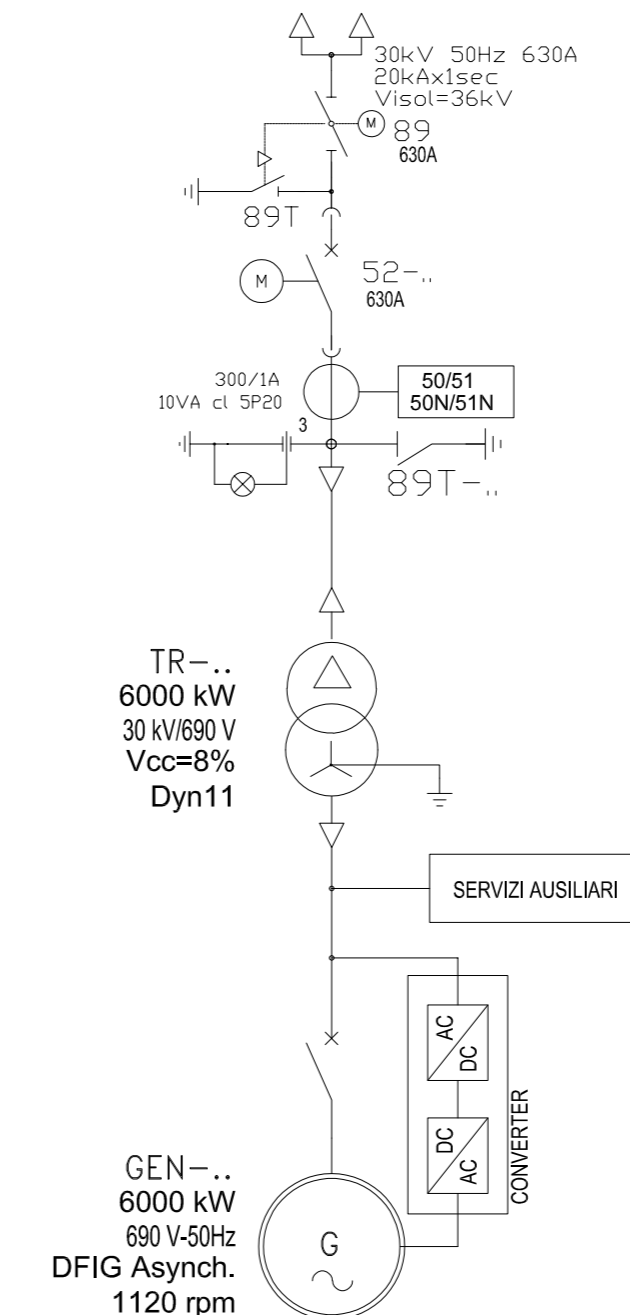 30kV 50Hz 630A
20kAx1sec
Visol=36kV
M
89
630A
89T
M
52-..
630A
300/1A
10VA cl 5P20
50/51
50N/51N
3
89T-..
TR-..
6000 kW
30 kV/690 V
Vcc=8%
Dyn11
SERVIZI AUSILIARI
AC
DC
DC
AC
CONVERTER
GEN-..
6000 kW
690 V-50Hz
DFIG Asynch.
1120 rpm
G